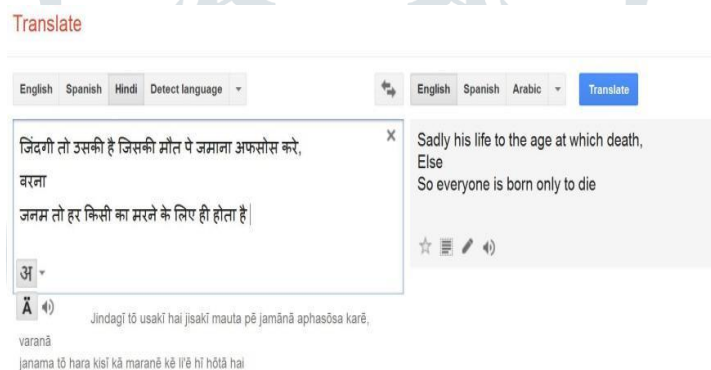 Translate
English Spanish Hindi Detect language
English Spanish Arabic Translate
जिंदगी तो उसकी है जिसकी मौत पे जमाना अफसोस करे,
वरना
जनम तो हर किसी का मरने के लिए ही होता है
अ
Ä
Jindagī tō usakī hai jisakī mauta pē jamānā aphasōsa karē,
varanā
janama tō hara kisī kā maranē kē li'ē hī hōtā hai
Sadly his life to the age at which death,
Else
So everyone is born only to die